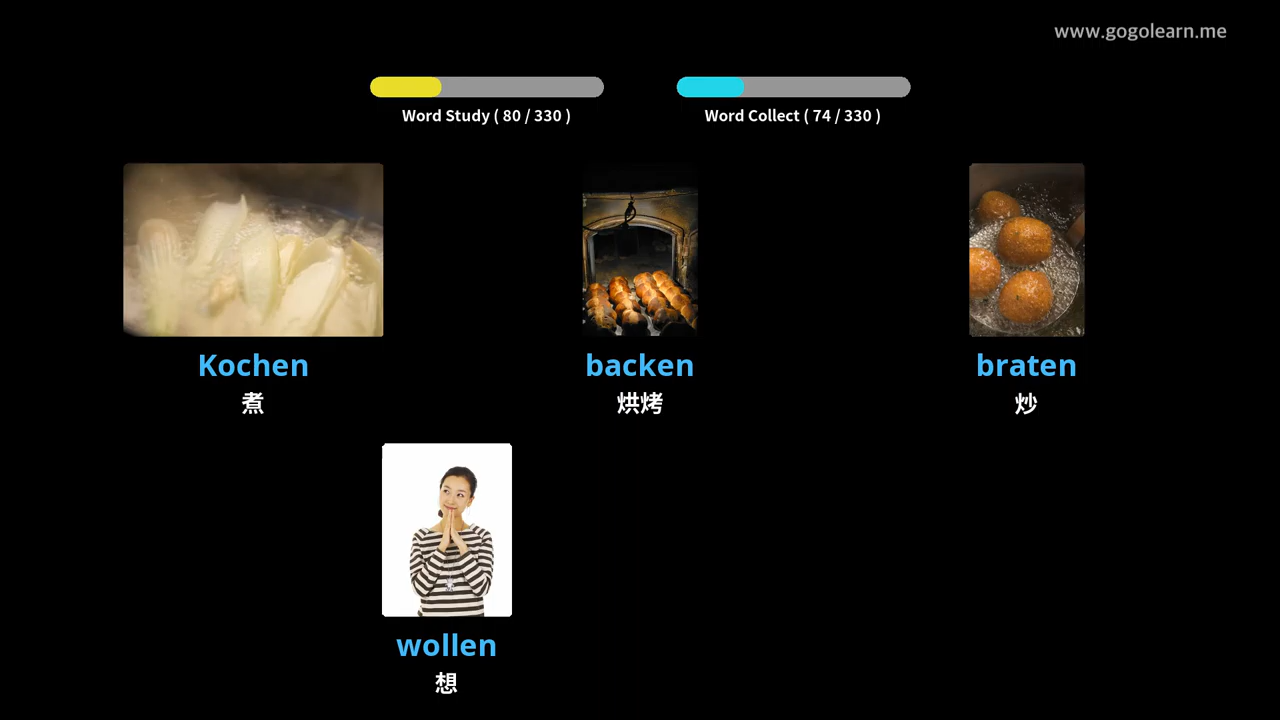 www.gogolearn.me
Word Study ( 80 / 330 )
Word Collect ( 74 / 330 )
Kochen
煮
backen
烘烤
braten
炒
wollen
想